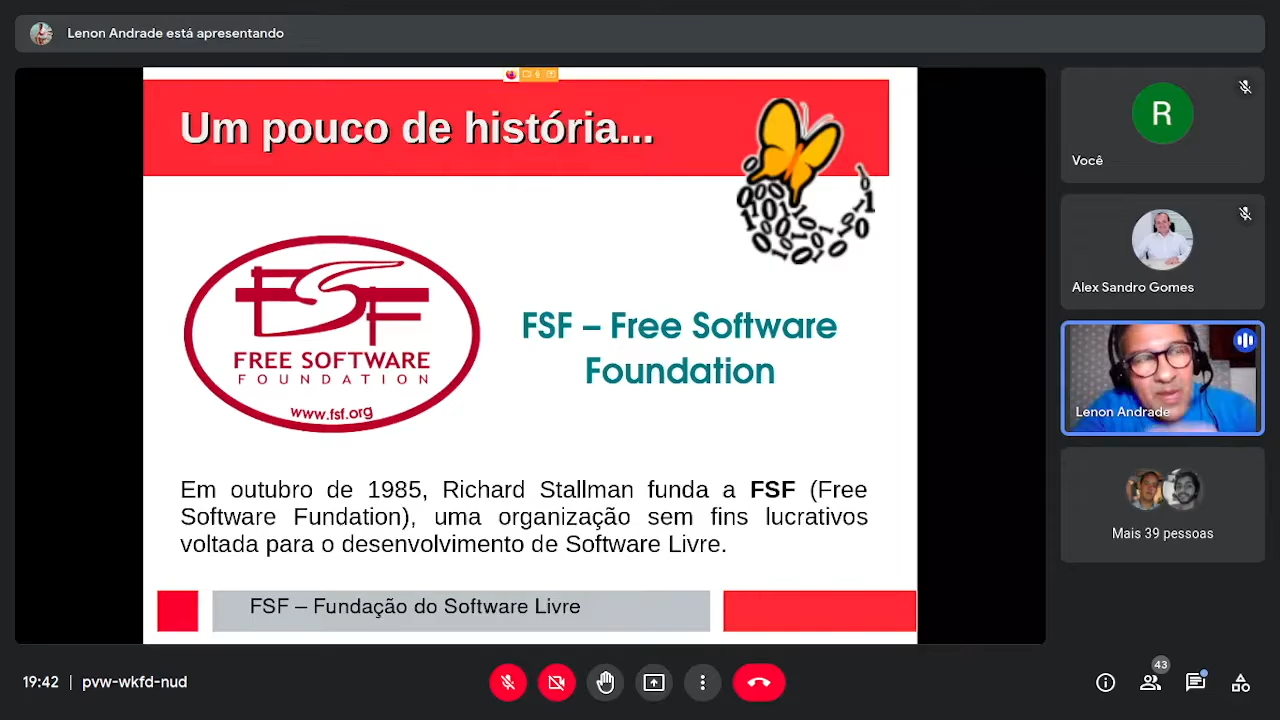 Lenon Andrade está apresentando
Um pouco de história...
FSF
FREE SOFTWARE
FOUNDATION
www.fsf.org
FSF – Free Software
Foundation
Em outubro de 1985, Richard Stallman funda a FSF (Free
Software Fundation), uma organização sem fins lucrativos
voltada para o desenvolvimento de Software Livre.
FSF – Fundação do Software Livre
R
Você
Alex Sandro Gomes
Lenon Andrade
Mais 39 pessoas
19:42 | pvw-wkfd-nud
43